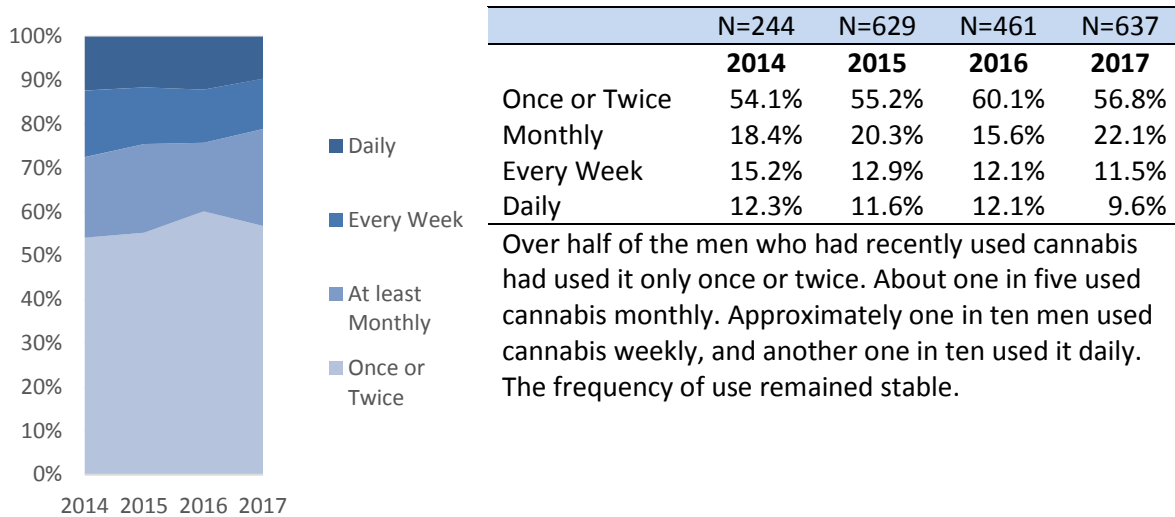 100%
90%
80%
70%
60%
50%
40%
30%
20%
10%
0%
2014 2015 2016 2017
Daily
Every Week
At least
Monthly
Once or
Twice
N=244 N=629 N=461 N=637
2014 2015 2016 2017
Once or Twice 54.1% 55.2% 60.1% 56.8%
Monthly 18.4% 20.3% 15.6% 22.1%
Every Week 15.2% 12.9% 12.1% 11.5%
Daily 12.3% 11.6% 12.1% 9.6%
Over half of the men who had recently used cannabis
had used it only once or twice. About one in five used
cannabis monthly. Approximately one in ten men used
cannabis weekly, and another one in ten used it daily.
The frequency of use remained stable.